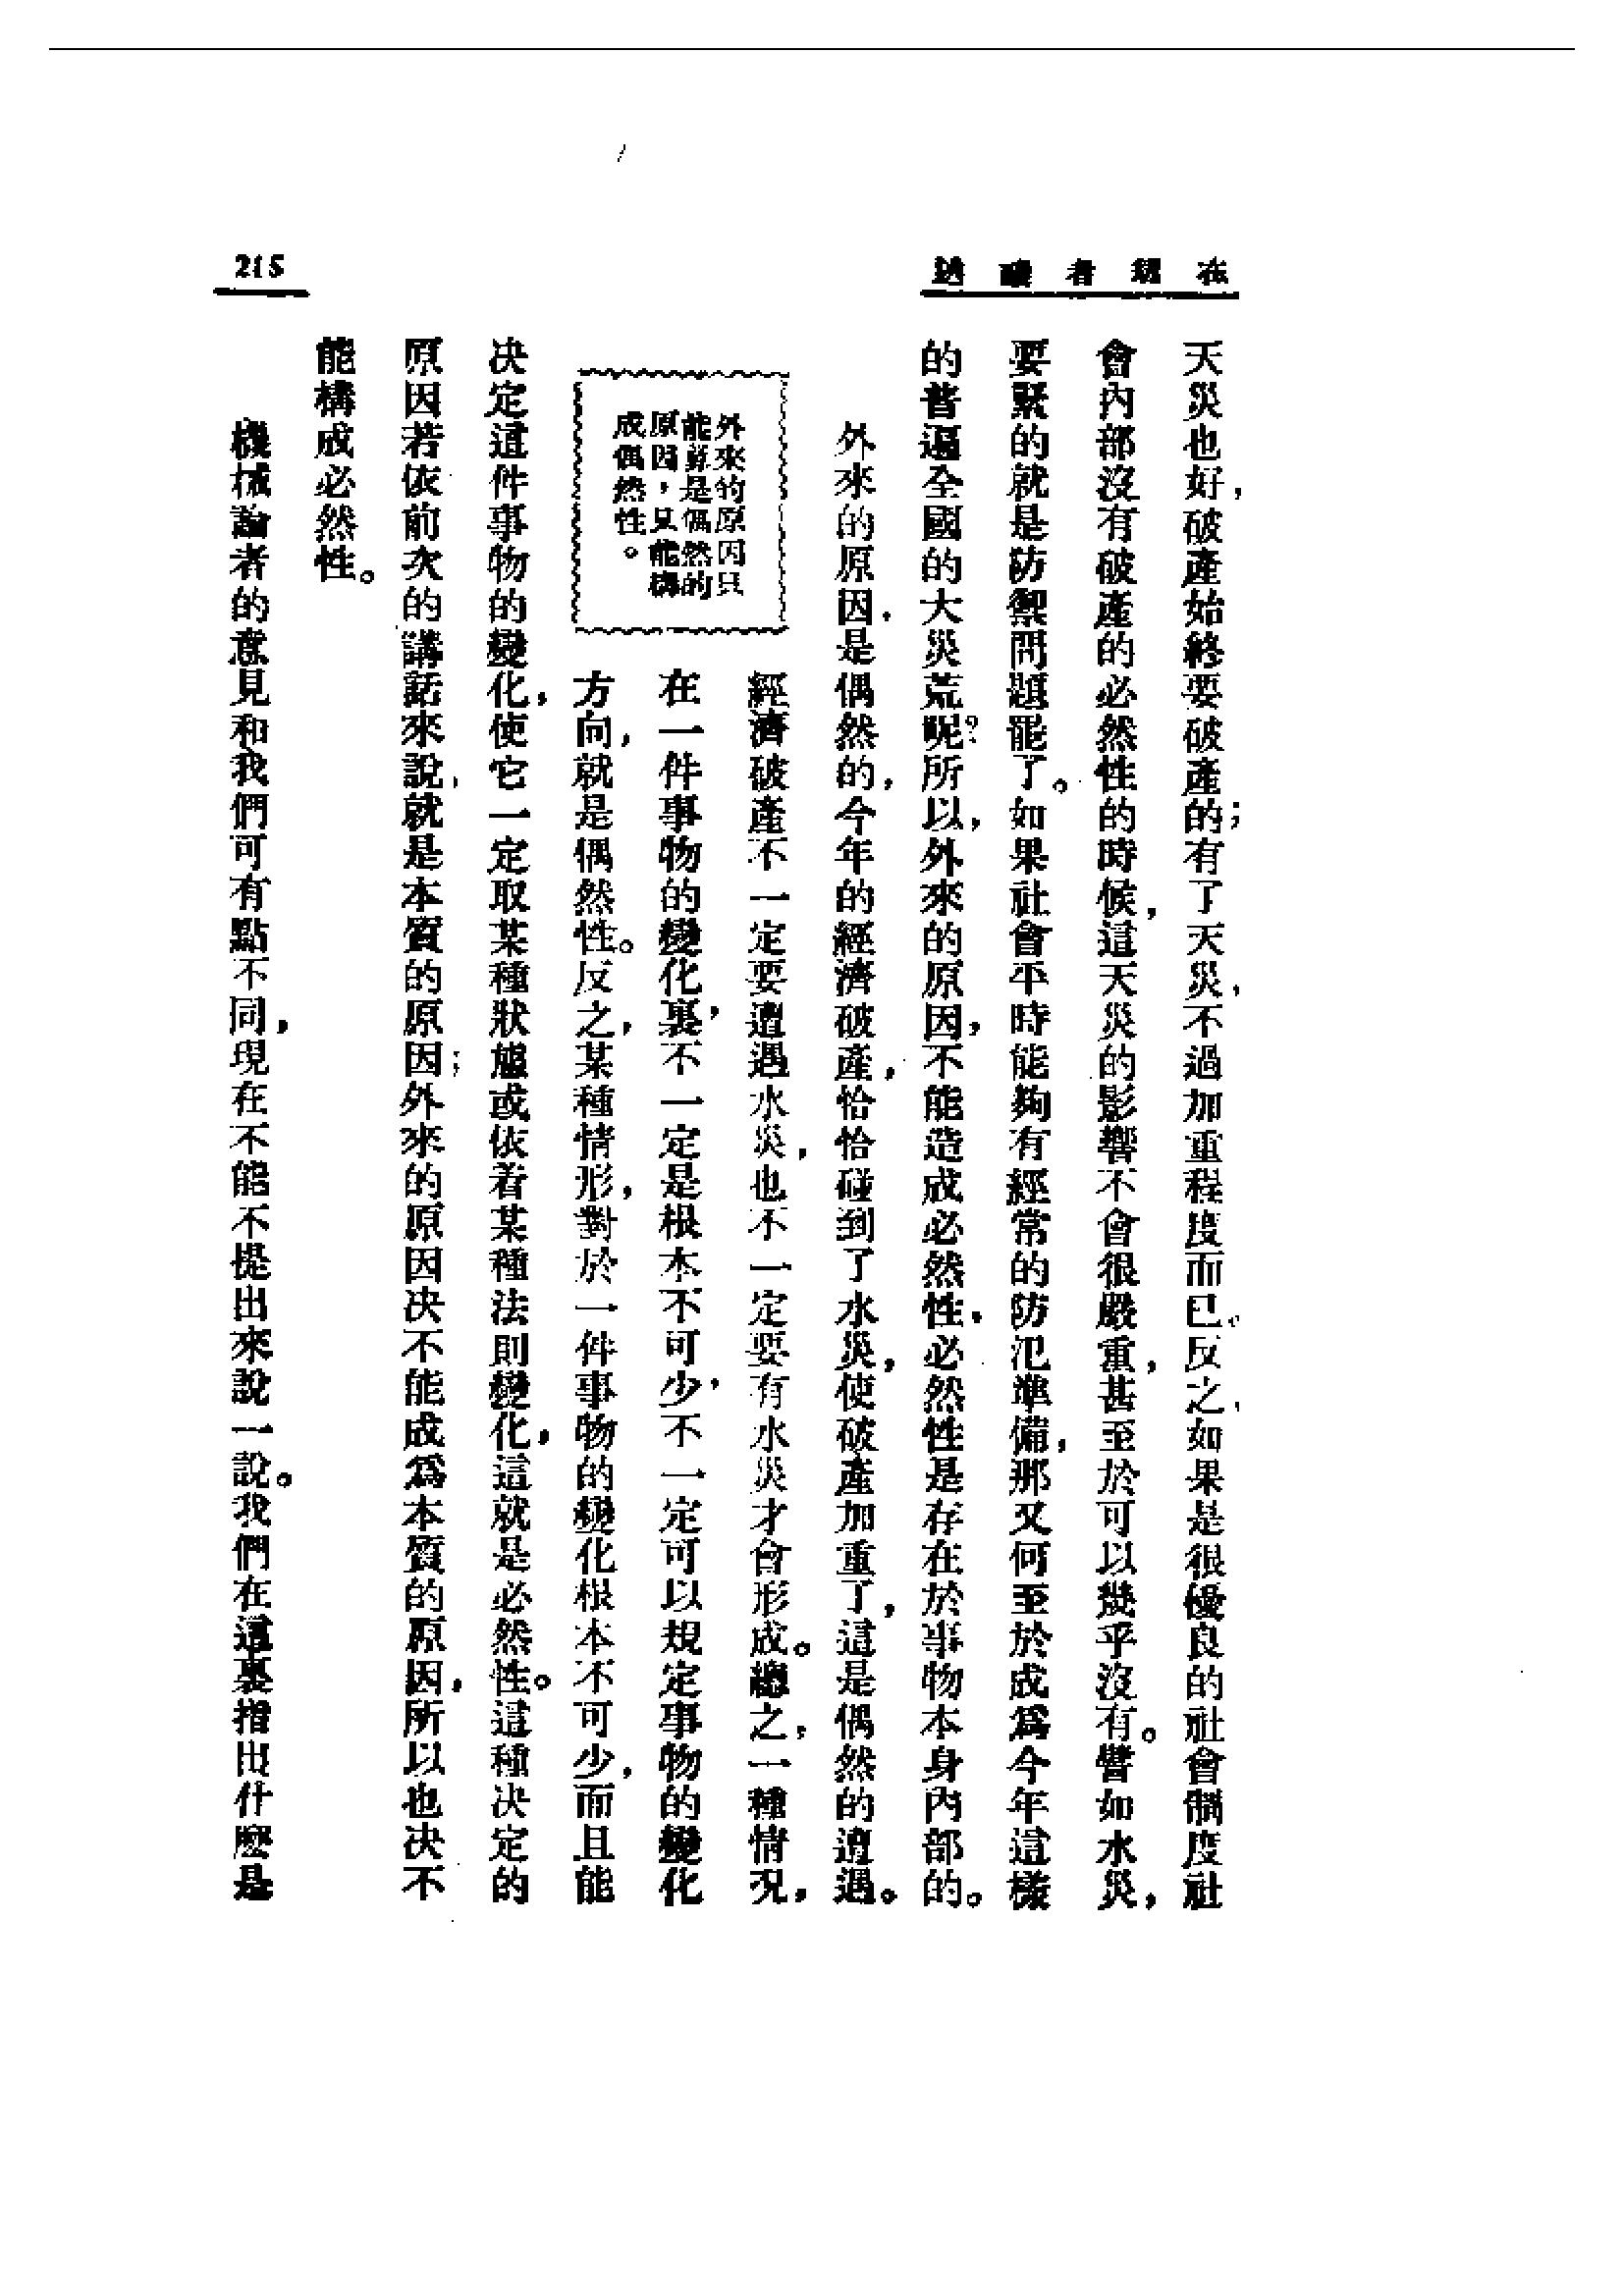 215
天災也好，破產始終要破產的；有了天災，不過加重程度而已。反之，如果是很優良的社會制度社
會內部沒有破產的必然性的時候，這天災的影響不會很嚴重，甚至於可以幾乎沒有。譬如水災，
要緊的就是防禦問題罷了。如果社會平時能夠有經常的防氾準備，那又何至於成爲今年這樣
的普遍全國的大災荒呢？所以，外來的原因，不能造成必然性，必然性是存在於事物本身內部的。
外來的原因，是偶然的，今年的經濟破產，恰恰碰到了水災，使破產加重了，這是偶然的遭遇。
經濟破產不一定要遭遇水災，也不一定要有水災才會形成。總之，一種情況，
在一件事物的變化裏，不一定是根本不可少，不一定可以規定事物的變化
方向，就是偶然性。反之，某種情形，對於一件事物的變化根本不可少，而且能
外來的原因只
能算是偶然的
原因，只能構
成偶然性。
决定這件事物的變化，使它一定取某種狀態或依着某種法則變化，這就是必然性。這種决定的
原因若依前次的講話來說，就是本質的原因；外來的原因决不能成爲本質的原因，所以也决不
能構成必然性。
機械論者的意見和我們可有點不同，現在不能不提出來說一說。我們在這裏指出什麽是